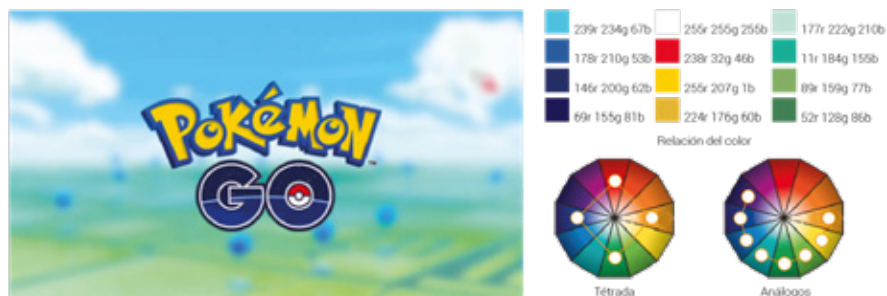 POKéMON
GO
239r 234g 67b 255r 255g 255b 177r 222g 210b
178r 210g 53b 238r 32g 46b 11r 184g 155b
146r 200g 62b 255r 207g 1b 89r 159g 77b
69r 155g 81b 224r 176g 60b 52r 128g 86b
Relación del color
Tétrada Análogos